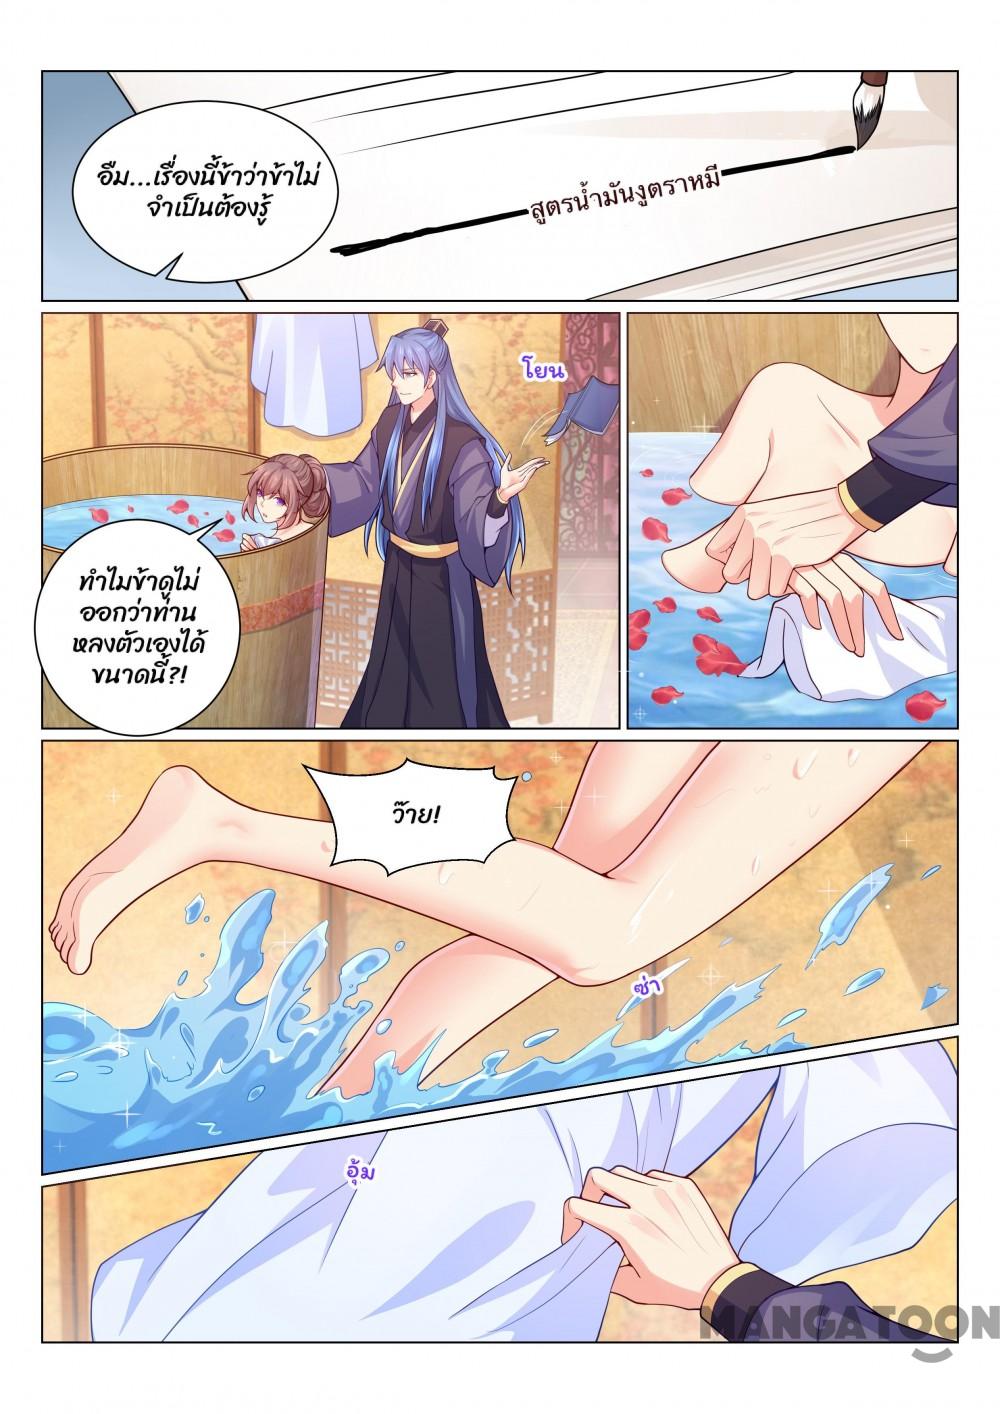 อืม...เรื่องนี้ข้าว่าข้าไม่
จำเป็นต้องรู้
สูตรน้ำมันงูตราหมี
โยน
ทำไมข้าดูไม่
ออกว่าท่าน
หลงตัวเองได้
ขนาดนี้?!
ว๊าย!
ซ่า
อุ้ม
MANGATOON